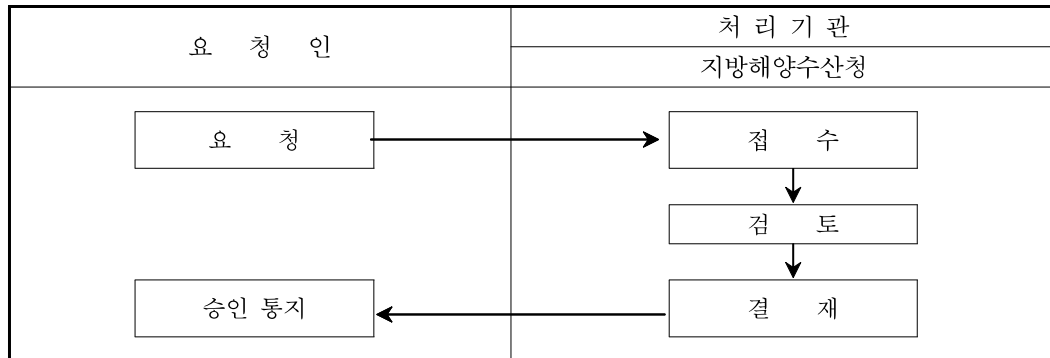 요 청 인
처 리 기 관
지방해양수산청
요 청
접 수
검 토
승인 통지
결 재